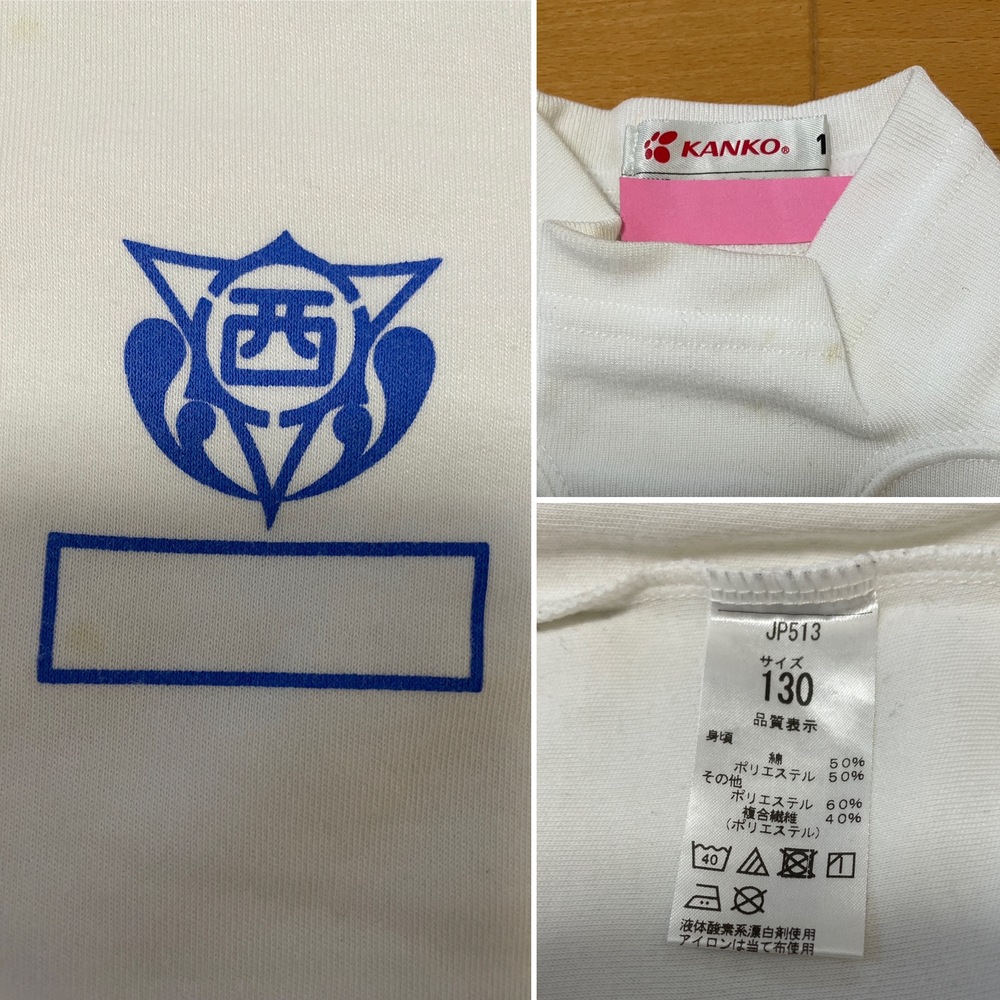 西
KANKO® 1
JP513
サイズ
130
品質表示
身頃
綿 50%
ポリエステル 50%
その他
ポリエステル 60%
複合繊維 40%
(ポリエステル)
40
液体酸素系漂白剤使用
アイロンは当て布使用